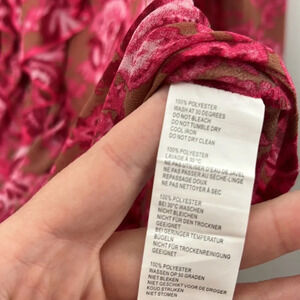 100% POLYESTER
WASH AT 30 DEGREES
DO NOT BLEACH
DO NOT TUMBLE DRY
COOL IRON
DO NOT DRY CLEAN
100% POLYESTER
LAVAGE À 30°C
NE PAS UTILISER D'EAU DE JAVEL
NE PAS PASSER AU SÈCHE-LINGE
REPASSAGE DOUX
NE PAS NETTOYER À SEC
100% POLYESTER
BEI 30°C WASCHEN
NICHT BLEICHEN
NICHT FÜR DEN TROCKNER
GEEIGNET
BEI GERINGER TEMPERATUR
BÜGELN
NICHT FÜR TROCKENREINIGUNG
GEEIGNET
100% POLYESTER
WASSEN OP 30 GRADEN
NIET BLEKEN
NIET GESCHIKT VOOR DE DROGER
KOUD STRIJKEN
NIET STOMEN